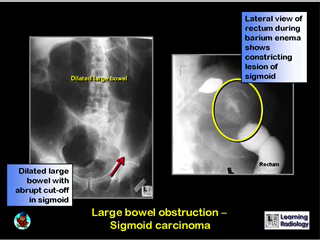 Lateral view of
rectum during
barium enema
shows
constricting
lesion of
sigmoid
Dilated large bowel
Rectum
Dilated large
bowel with
abrupt cut-off
in sigmoid
Large bowel obstruction –
Sigmoid carcinoma
Learning
Radiology